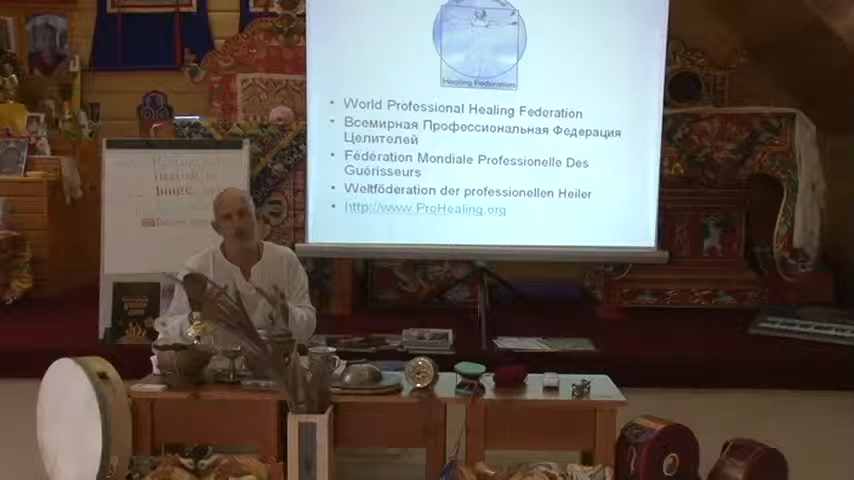 Healing Federation
• World Professional Healing Federation
• Всемирная Профессиональная Федерация
Целителей
• Fédération Mondiale Professionelle Des
Guérisseurs
• Weltföderation der professionellen Heiler
• http://www.ProHealing.org